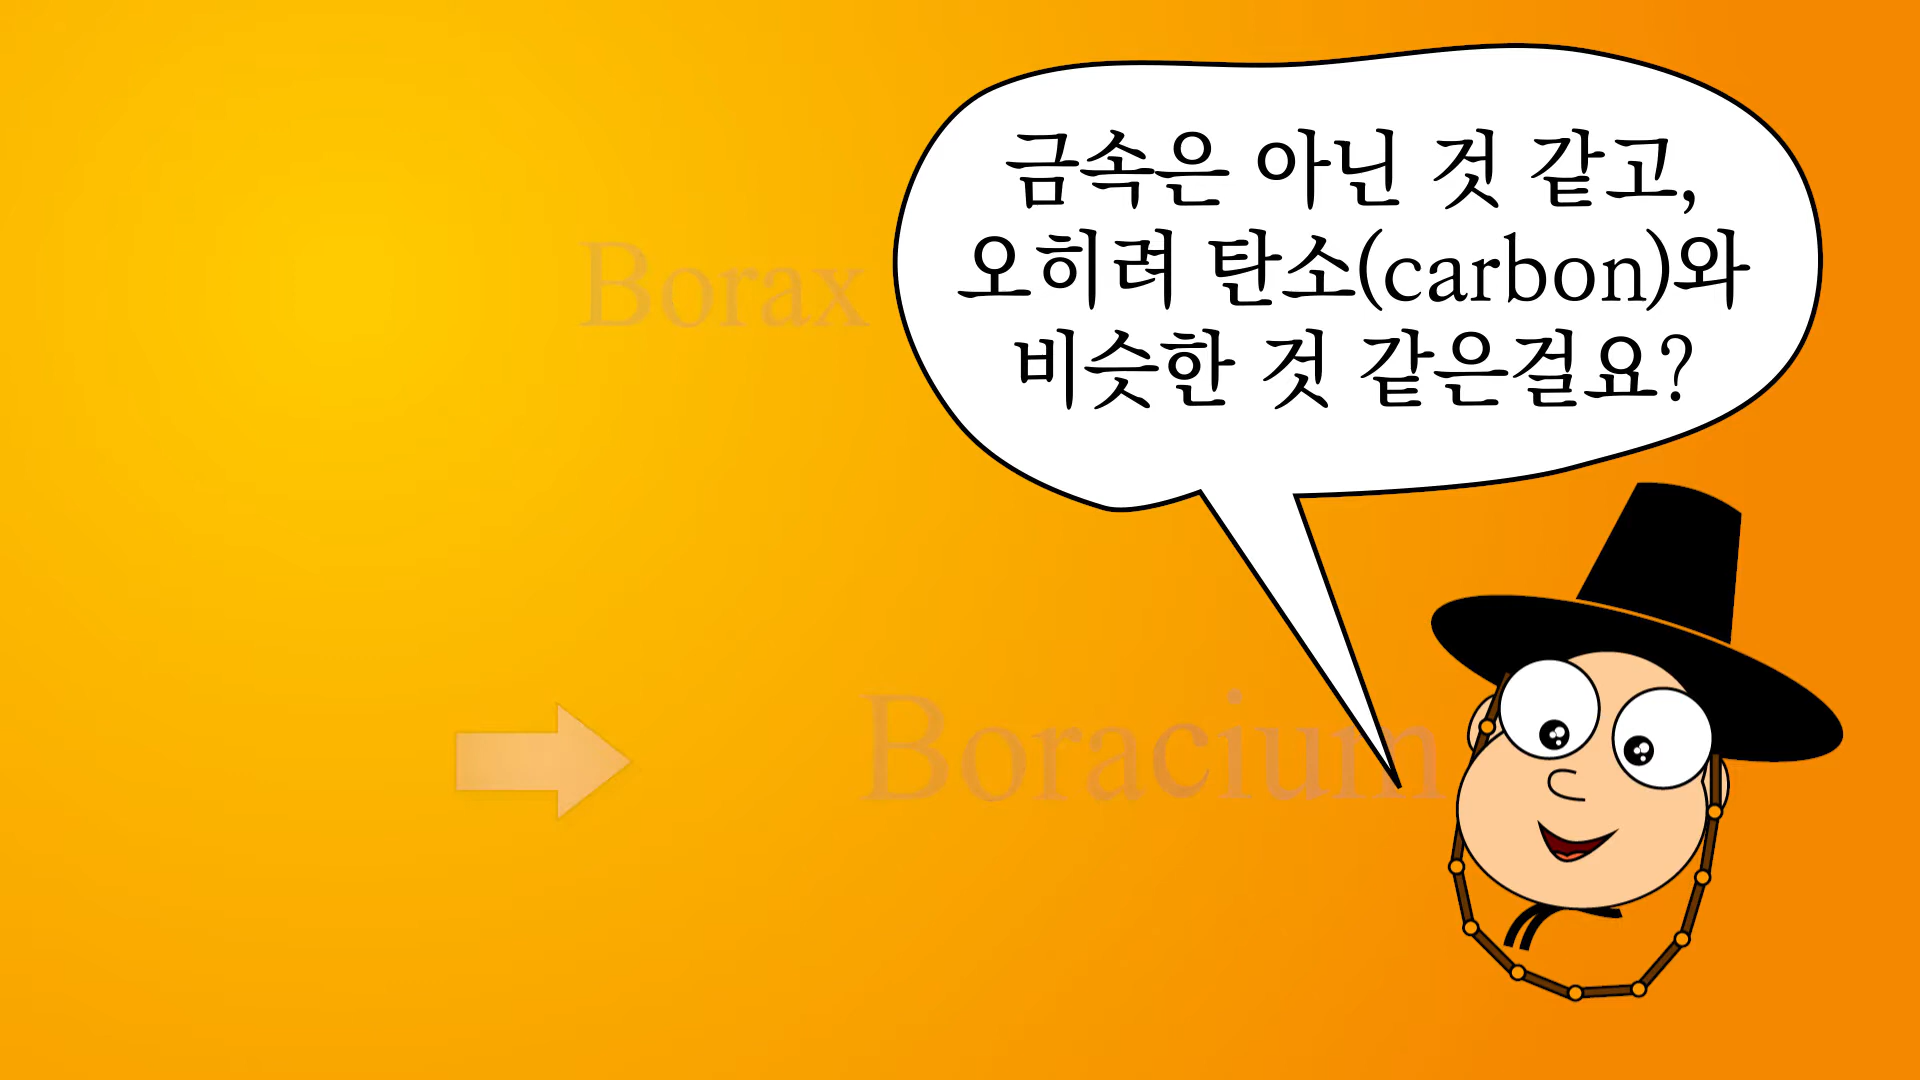 금속은 아닌 것 같고,
오히려 탄소(carbon)와
비슷한 것 같은걸요?
Borax
Boracium